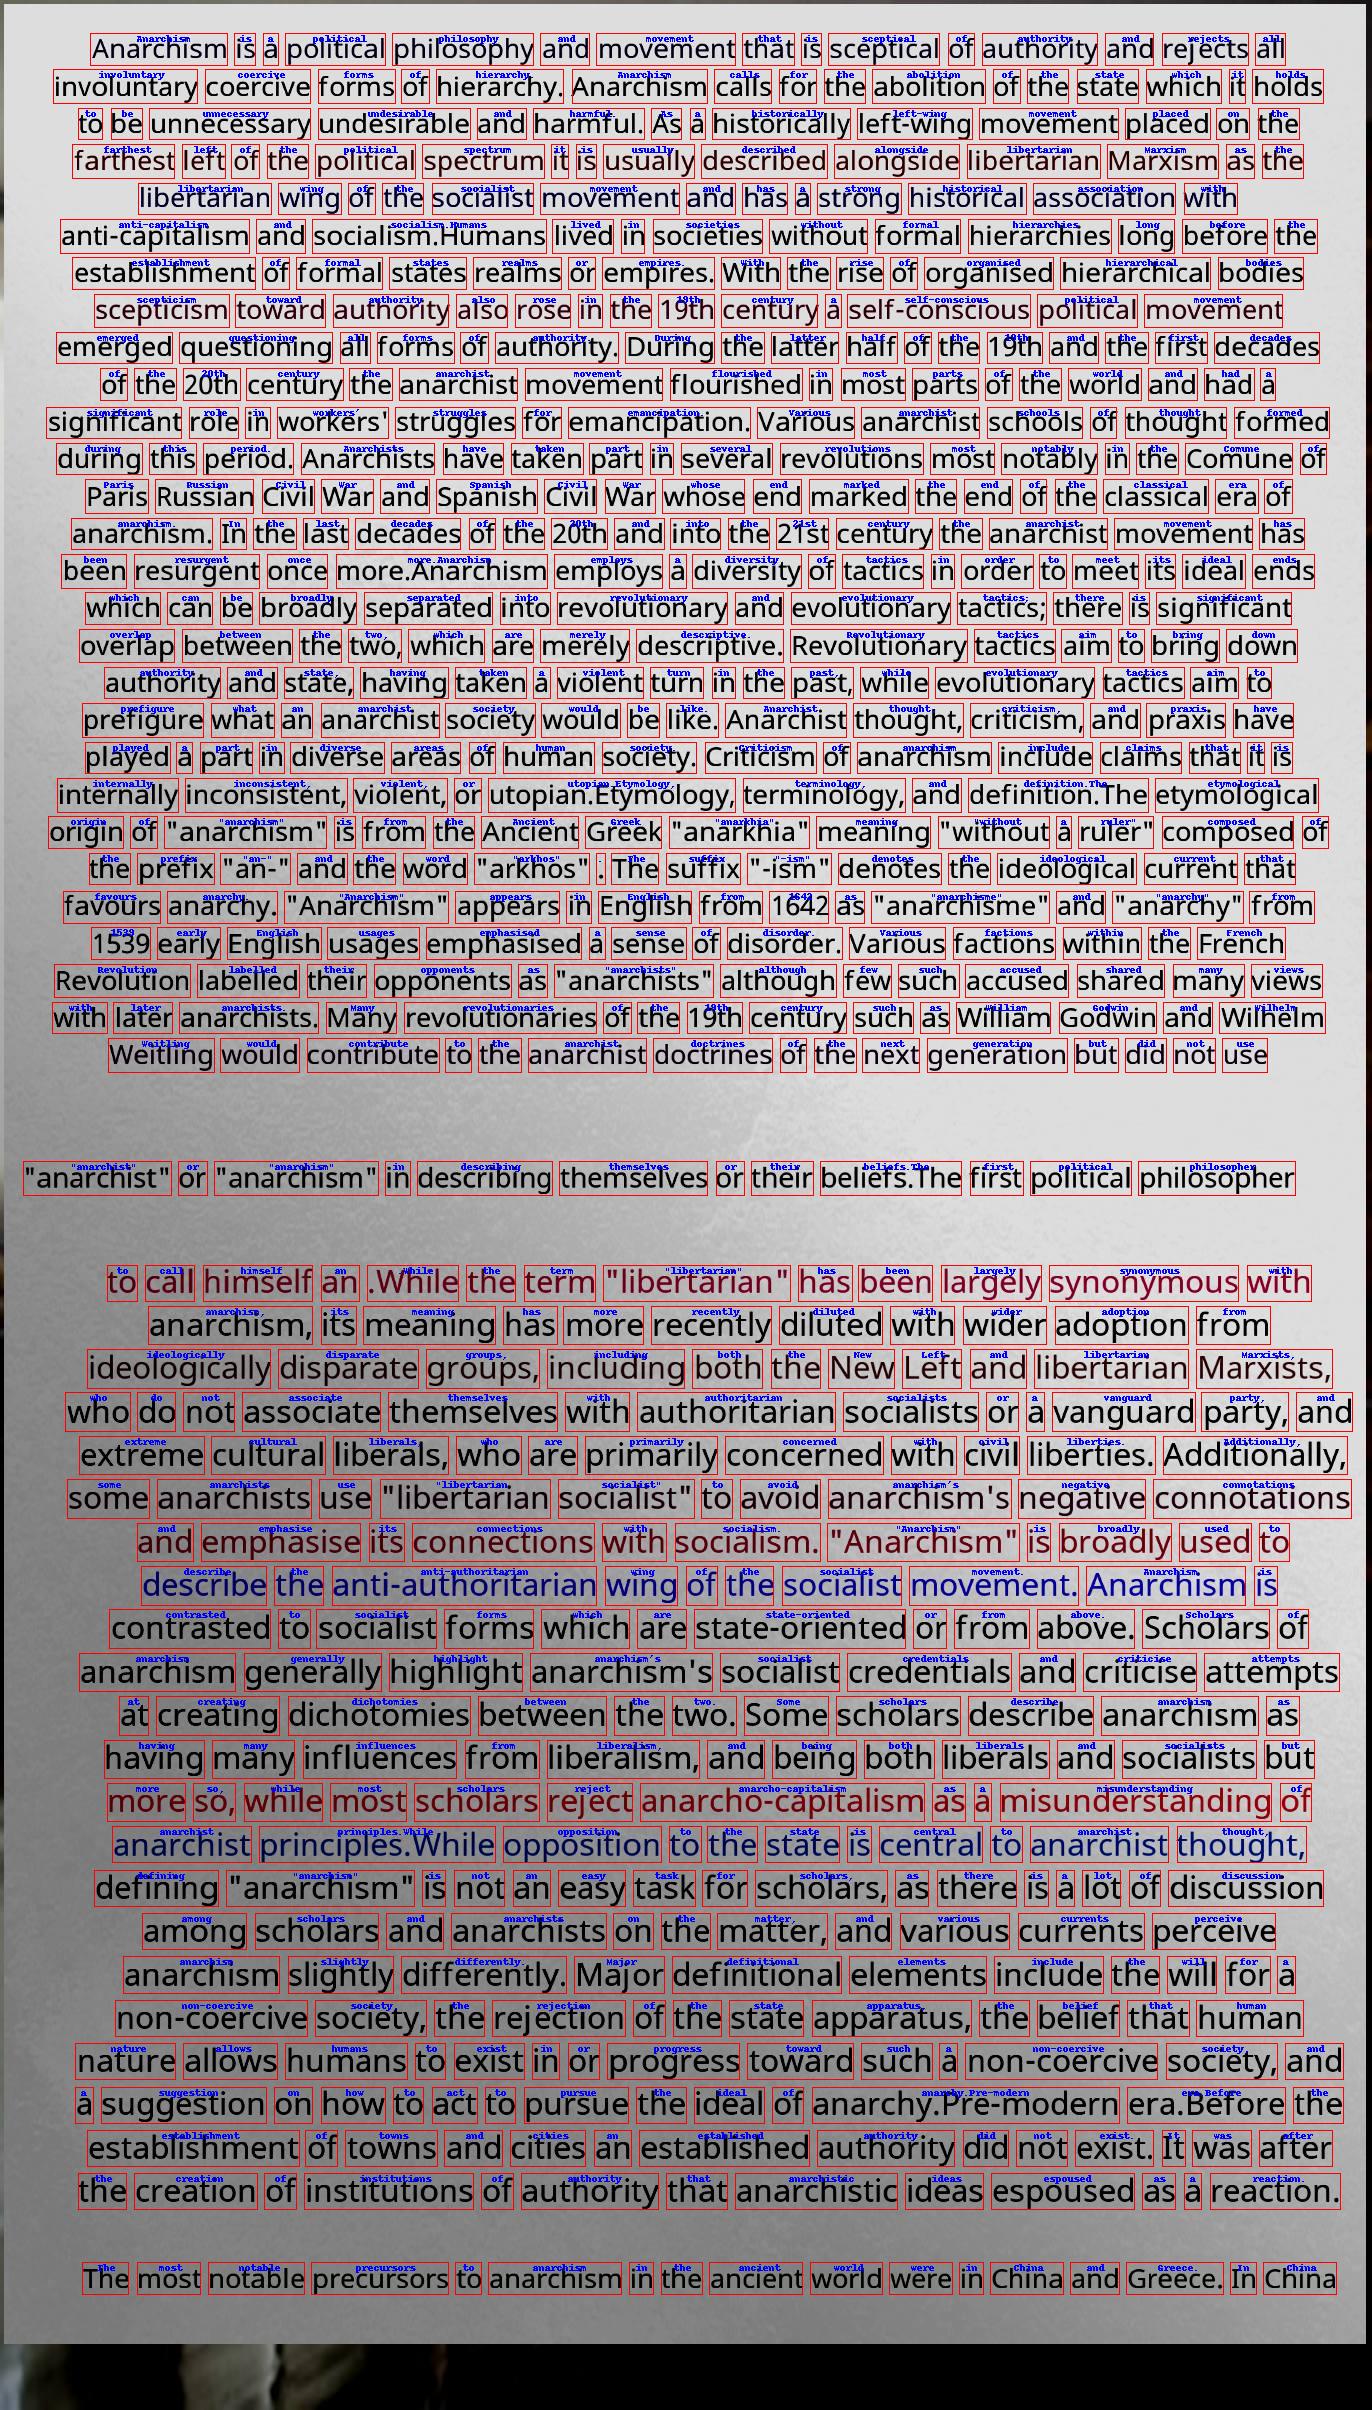 Anarchism is a political philosophy and movement that is sceptical of authority and rejects all
involuntary coercive forms of hierarchy. Anarchism calls for the abolition of the state which it holds
to be unnecessary undesirable and harmful. As a historically left-wing movement placed on the
farthest left of the political spectrum it is usually described alongside libertarian Marxism as the
libertarian wing of the socialist movement and has a strong historical association with
anti-capitalism and socialism.Humans lived in societies without formal hierarchies long before the
establishment of formal states realms or empires. With the rise of organised hierarchical bodies
scepticism toward authority also rose in the 19th century a self-conscious political movement
emerged questioning all forms of authority. During the latter half of the 19th and the first decades
of the 20th century the anarchist movement flourished in most parts of the world and had a
significant role in workers' struggles for emancipation. Various anarchist schools of thought formed
during this period. Anarchists have taken part in several revolutions most notably in the Comune of
Paris Russian Civil War and Spanish Civil War whose end marked the end of the classical era of
anarchism. In the last decades of the 20th and into the 21st century the anarchist movement has
been resurgent once more.Anarchism employs a diversity of tactics in order to meet its ideal ends
which can be broadly separated into revolutionary and evolutionary tactics; there is significant
overlap between the two, which are merely descriptive. Revolutionary tactics aim to bring down
authority and state, having taken a violent turn in the past, while evolutionary tactics aim to
prefigure what an anarchist society would be like. Anarchist thought, criticism, and praxis have
played a part in diverse areas of human society. Criticism of anarchism include claims that it is
internally inconsistent, violent, or utopian.Etymology, terminology, and definition.The etymological
origin of "anarchism" is from the Ancient Greek "anarkhia" meaning "without a ruler" composed of
the prefix "an-" and the word "arkhos" . The suffix "-ism" denotes the ideological current that
favours anarchy. "Anarchism" appears in English from 1642 as "anarchisme" and "anarchy" from
1539 early English usages emphasised a sense of disorder. Various factions within the French
Revolution labelled their opponents as "anarchists" although few such accused shared many views
with later anarchists. Many revolutionaries of the 19th century such as William Godwin and Wilhelm
Weitling would contribute to the anarchist doctrines of the next generation but did not use
"anarchist" or "anarchism" in describing themselves or their beliefs.The first political philosopher
to call himself an .While the term "libertarian" has been largely synonymous with
anarchism, its meaning has more recently diluted with wider adoption from
ideologically disparate groups, including both the New Left and libertarian Marxists,
who do not associate themselves with authoritarian socialists or a vanguard party, and
extreme cultural liberals, who are primarily concerned with civil liberties. Additionally,
some anarchists use "libertarian socialist" to avoid anarchism's negative connotations
and emphasise its connections with socialism. "Anarchism" is broadly used to
describe the anti-authoritarian wing of the socialist movement. Anarchism is
contrasted to socialist forms which are state-oriented or from above. Scholars of
anarchism generally highlight anarchism's socialist credentials and criticise attempts
at creating dichotomies between the two. Some scholars describe anarchism as
having many influences from liberalism, and being both liberals and socialists but
more so, while most scholars reject anarcho-capitalism as a misunderstanding of
anarchist principles.While opposition to the state is central to anarchist thought,
defining "anarchism" is not an easy task for scholars, as there is a lot of discussion
among scholars and anarchists on the matter, and various currents perceive
anarchism slightly differently. Major definitional elements include the will for a
non-coercive society, the rejection of the state apparatus, the belief that human
nature allows humans to exist in or progress toward such a non-coercive society, and
a suggestion on how to act to pursue the ideal of anarchy.Pre-modern era.Before the
establishment of towns and cities an established authority did not exist. It was after
the creation of institutions of authority that anarchistic ideas espoused as a reaction.
The most notable precursors to anarchism in the ancient world were in China and Greece. In China